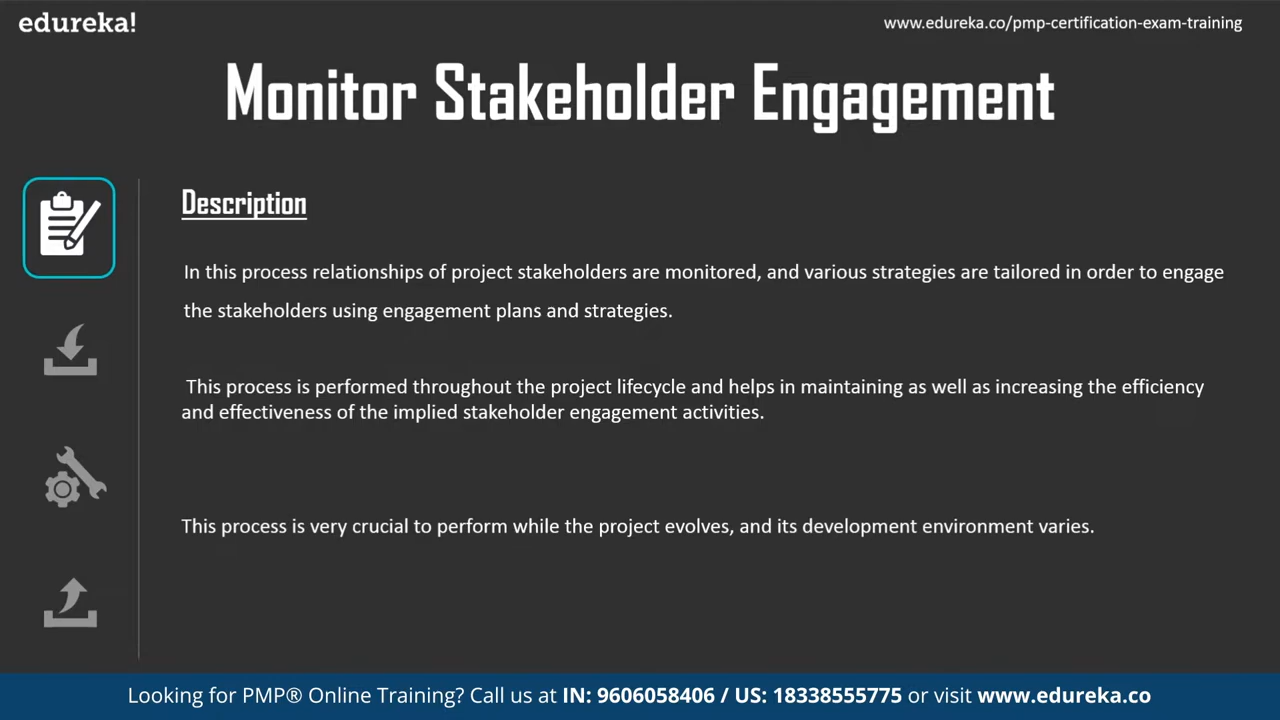 edureka!
www.edureka.co/pmp-certification-exam-training
Monitor Stakeholder Engagement
Description
In this process relationships of project stakeholders are monitored, and various strategies are tailored in order to engage
the stakeholders using engagement plans and strategies.
This process is performed throughout the project lifecycle and helps in maintaining as well as increasing the efficiency
and effectiveness of the implied stakeholder engagement activities.
This process is very crucial to perform while the project evolves, and its development environment varies.
Looking for PMP® Online Training? Call us at IN: 9606058406 / US: 18338555775 or visit www.edureka.co